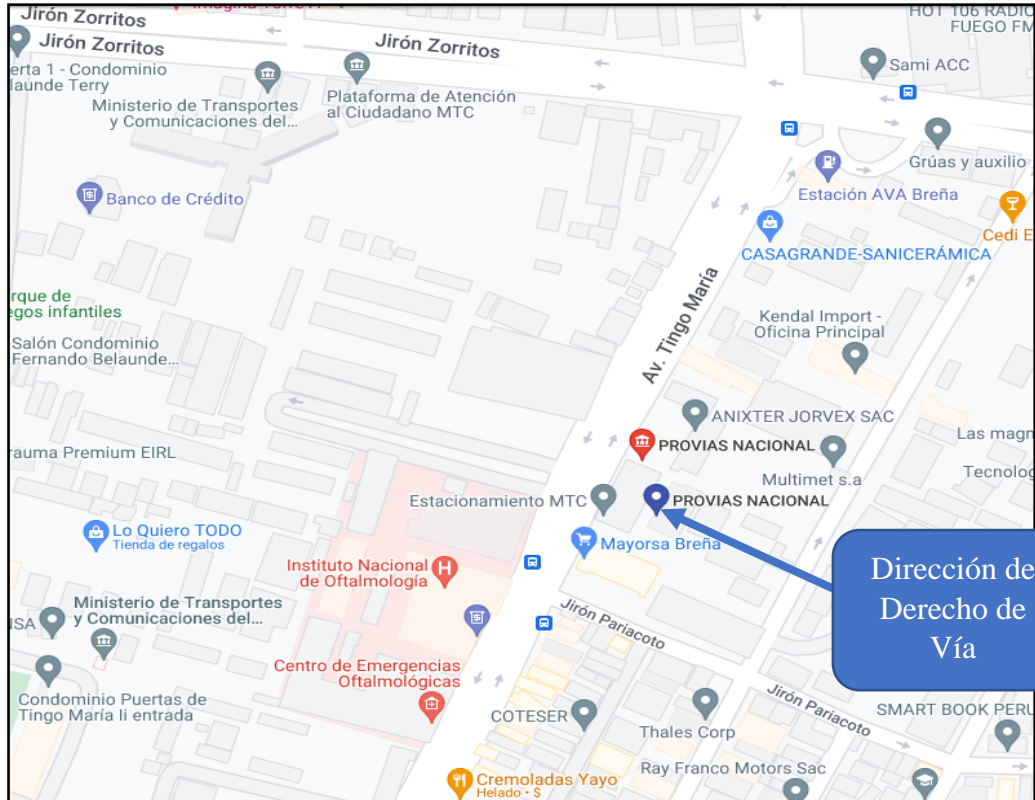 Imagina Torre A
HOT 106 RADIO
FUEGO FM
Jirón Zorritos
Jirón Zorritos
Jirón Zorritos
erta 1 - Condominio
launde Terry
Sami ACC
Ministerio de Transportes
y Comunicaciones del...
Plataforma de Atención
al Ciudadano MTC
Grúas y auxilio
Banco de Crédito
Estación AVA Breña
Cedi E
CASAGRANDE-SANICERÁMICA
Av. Tingo María
rque de
egos infantiles
Kendal Import -
Oficina Principal
Salón Condominio
Fernando Belaunde...
ANIXTER JORVEX SAC
PROVIAS NACIONAL
Las magn
rauma Premium EIRL
Multimet s.a
Tecnolog
Estacionamiento MTC
PROVIAS NACIONAL
Lo Quiero TODO
Tienda de regalos
Mayorsa Breña
Instituto Nacional
de Oftalmología
Dirección de
Derecho de
Vía
Jirón Pariacoto
Ministerio de Transportes
y Comunicaciones del...
NSA
Centro de Emergencias
Oftalmológicas
Condominio Puertas de
Tingo María Ii entrada
Jirón Pariacoto
COTESER
Thales Corp
SMART BOOK PERU
Ray Franco Motors Sac
Cremoladas Yayo
Helado · $